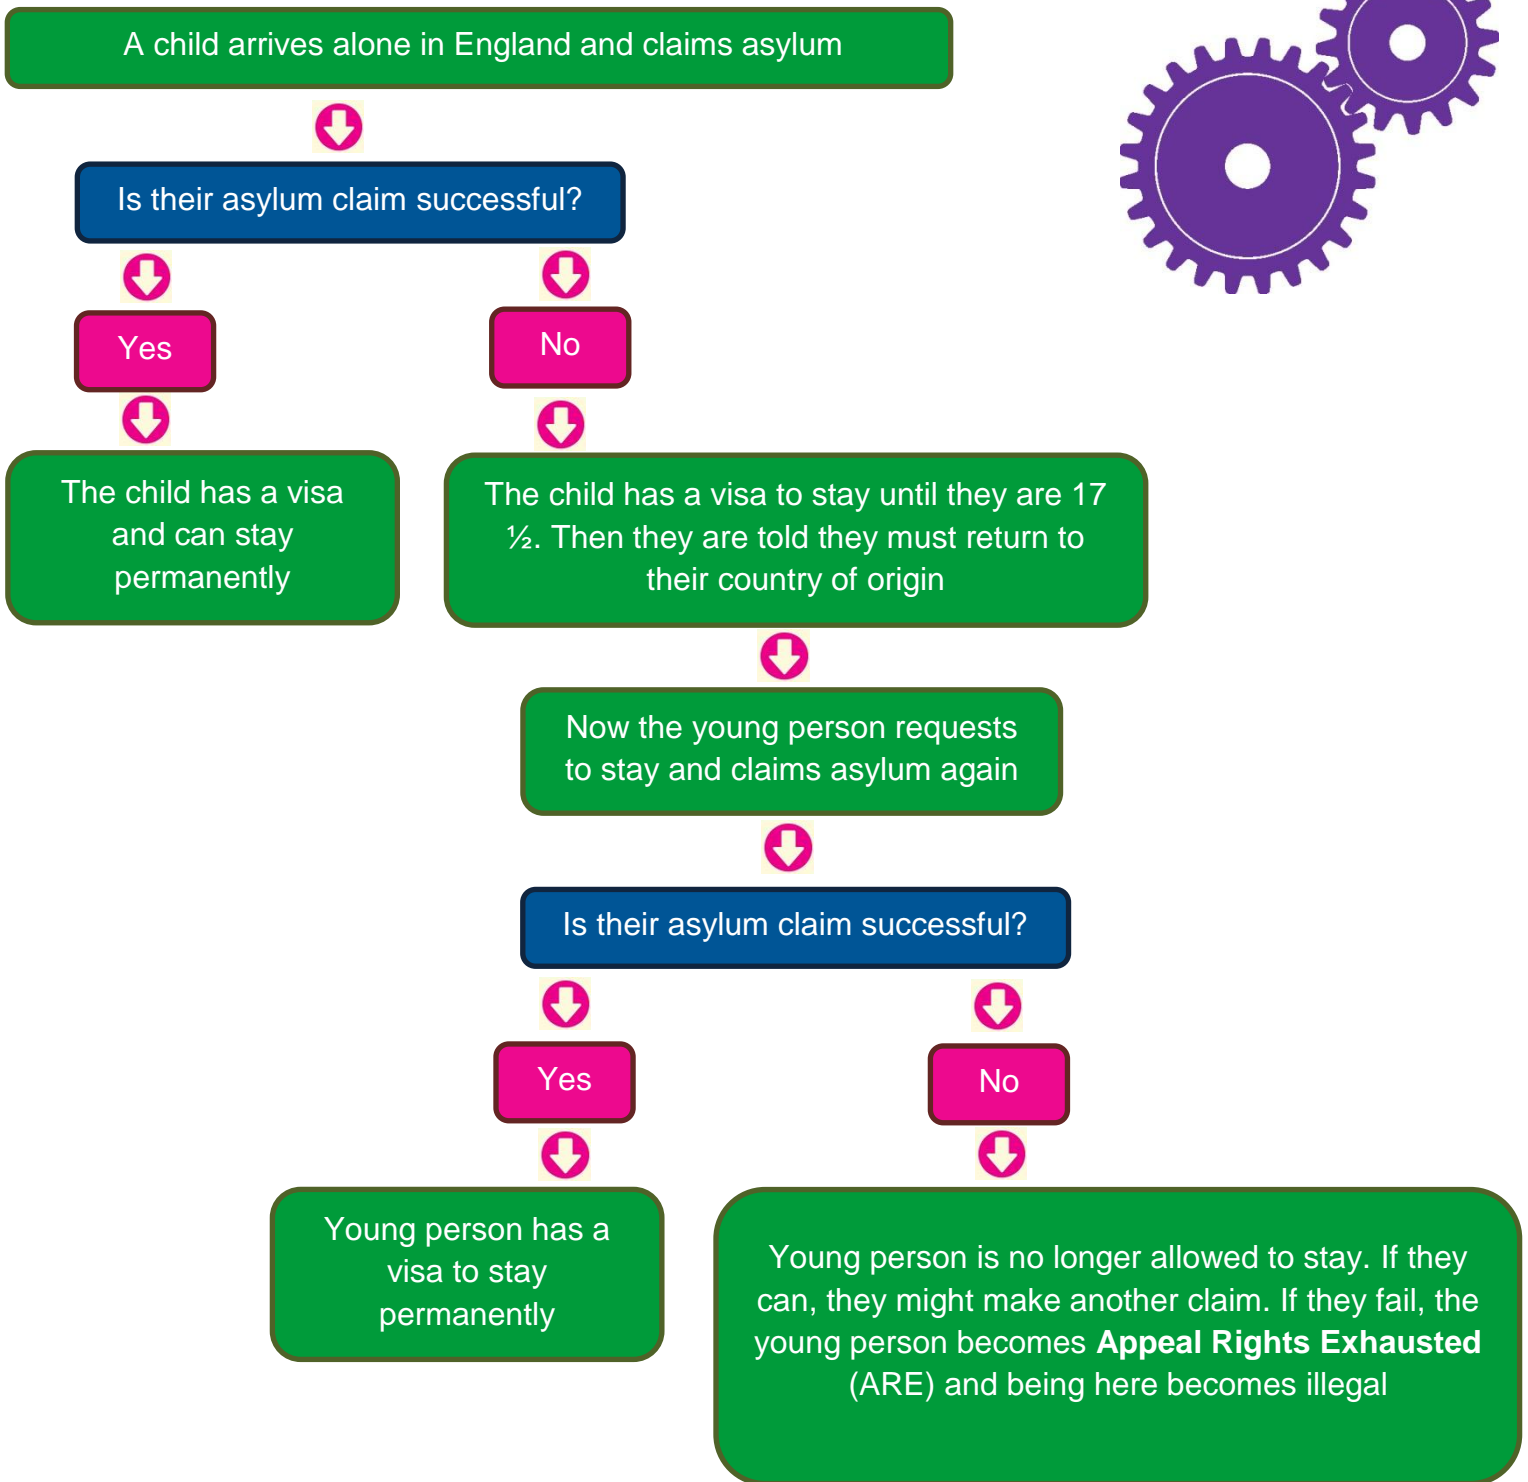 A child arrives alone in England and claims asylum
Is their asylum claim successful?
Yes
No
The child has a visa
and can stay
permanently
The child has a visa to stay until they are 17
½. Then they are told they must return to
their country of origin
Now the young person requests
to stay and claims asylum again
Is their asylum claim successful?
Yes
No
Young person has a
visa to stay
permanently
Young person is no longer allowed to stay. If they
can, they might make another claim. If they fail, the
young person becomes Appeal Rights Exhausted
(ARE) and being here becomes illegal